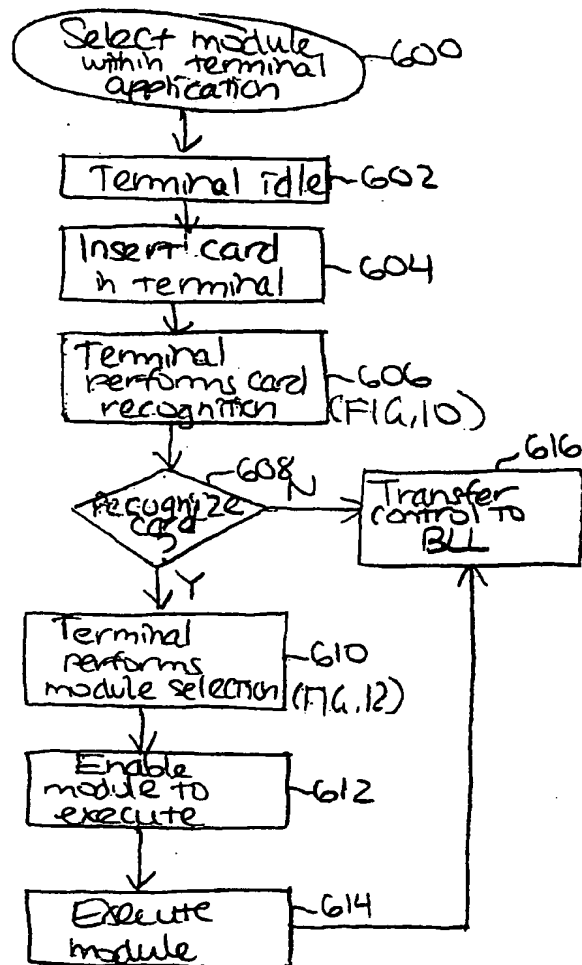 Select module
within terminal
application
600
Terminal idle
602
Insert card
in terminal
604
Terminal
performs card
recognition
606
(FIG. 10)
608
recognize
card
?
N
616
Transfer
control to
BLL
Y
Terminal
performs
module selection
610
(FIG. 12)
Enable
module to
execute
612
Execute
module
614